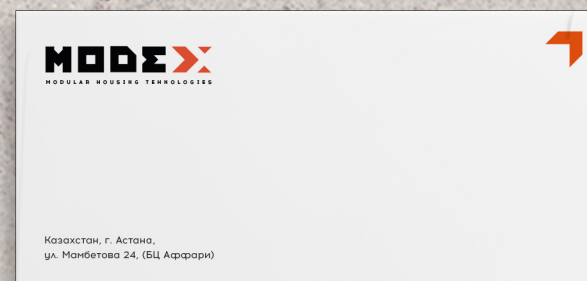 MODEX
MODULAR HOUSING TEHNOLOGIES
Казахстан, г. Астана,
ул. Мамбетова 24, (БЦ Аффари)